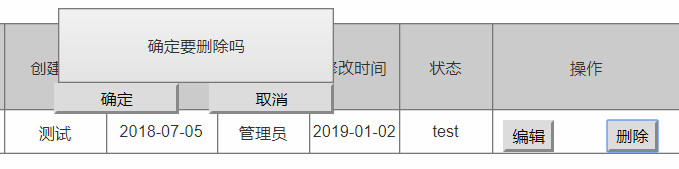 确定要删除吗
确定 取消
创建 修改时间 状态 操作
测试 2018-07-05 管理员 2019-01-02 test 编辑 删除